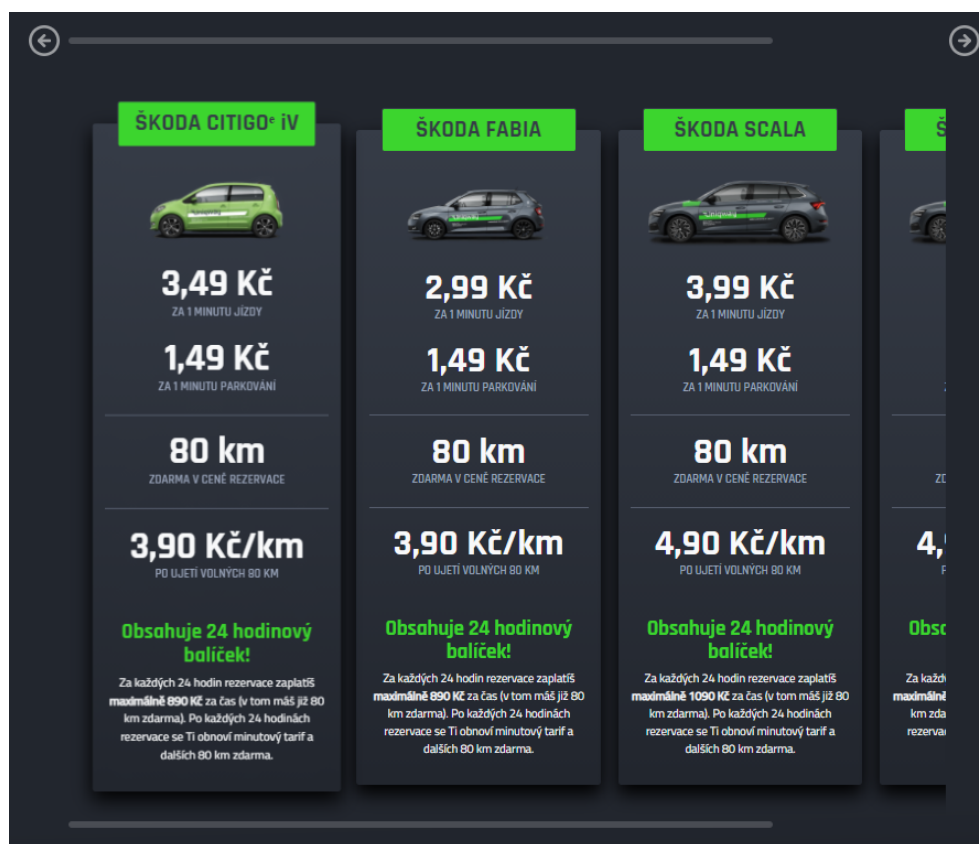 ŠKODA CITIGOᵉ iV
3,49 Kč
ZA 1 MINUTU JÍZDY
1,49 Kč
ZA 1 MINUTU PARKOVÁNÍ
80 km
ZDARMA V CENĚ REZERVACE
3,90 Kč/km
PO UJETÍ VOLNÝCH 80 KM
Obsahuje 24 hodinový
balíček!
Za každých 24 hodin rezervace zaplatíš
maximálně 890 Kč za čas (v tom máš již 80
km zdarma). Po každých 24 hodinách
rezervace se Ti obnoví minutový tarif a
dalších 80 km zdarma.
ŠKODA FABIA
2,99 Kč
ZA 1 MINUTU JÍZDY
1,49 Kč
ZA 1 MINUTU PARKOVÁNÍ
80 km
ZDARMA V CENĚ REZERVACE
3,90 Kč/km
PO UJETÍ VOLNÝCH 80 KM
Obsahuje 24 hodinový
balíček!
Za každých 24 hodin rezervace zaplatíš
maximálně 890 Kč za čas (v tom máš již 80
km zdarma). Po každých 24 hodinách
rezervace se Ti obnoví minutový tarif a
dalších 80 km zdarma.
ŠKODA SCALA
3,99 Kč
ZA 1 MINUTU JÍZDY
1,49 Kč
ZA 1 MINUTU PARKOVÁNÍ
80 km
ZDARMA V CENĚ REZERVACE
4,90 Kč/km
PO UJETÍ VOLNÝCH 80 KM
Obsahuje 24 hodinový
balíček!
Za každých 24 hodin rezervace zaplatíš
maximálně 1090 Kč za čas (v tom máš již 80
km zdarma). Po každých 24 hodinách
rezervace se Ti obnoví minutový tarif a
dalších 80 km zdarma.